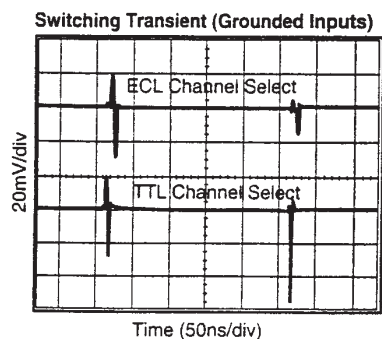 Switching Transient (Grounded Inputs)
ECL Channel Select
TTL Channel Select
20mV/div
Time (50ns/div)